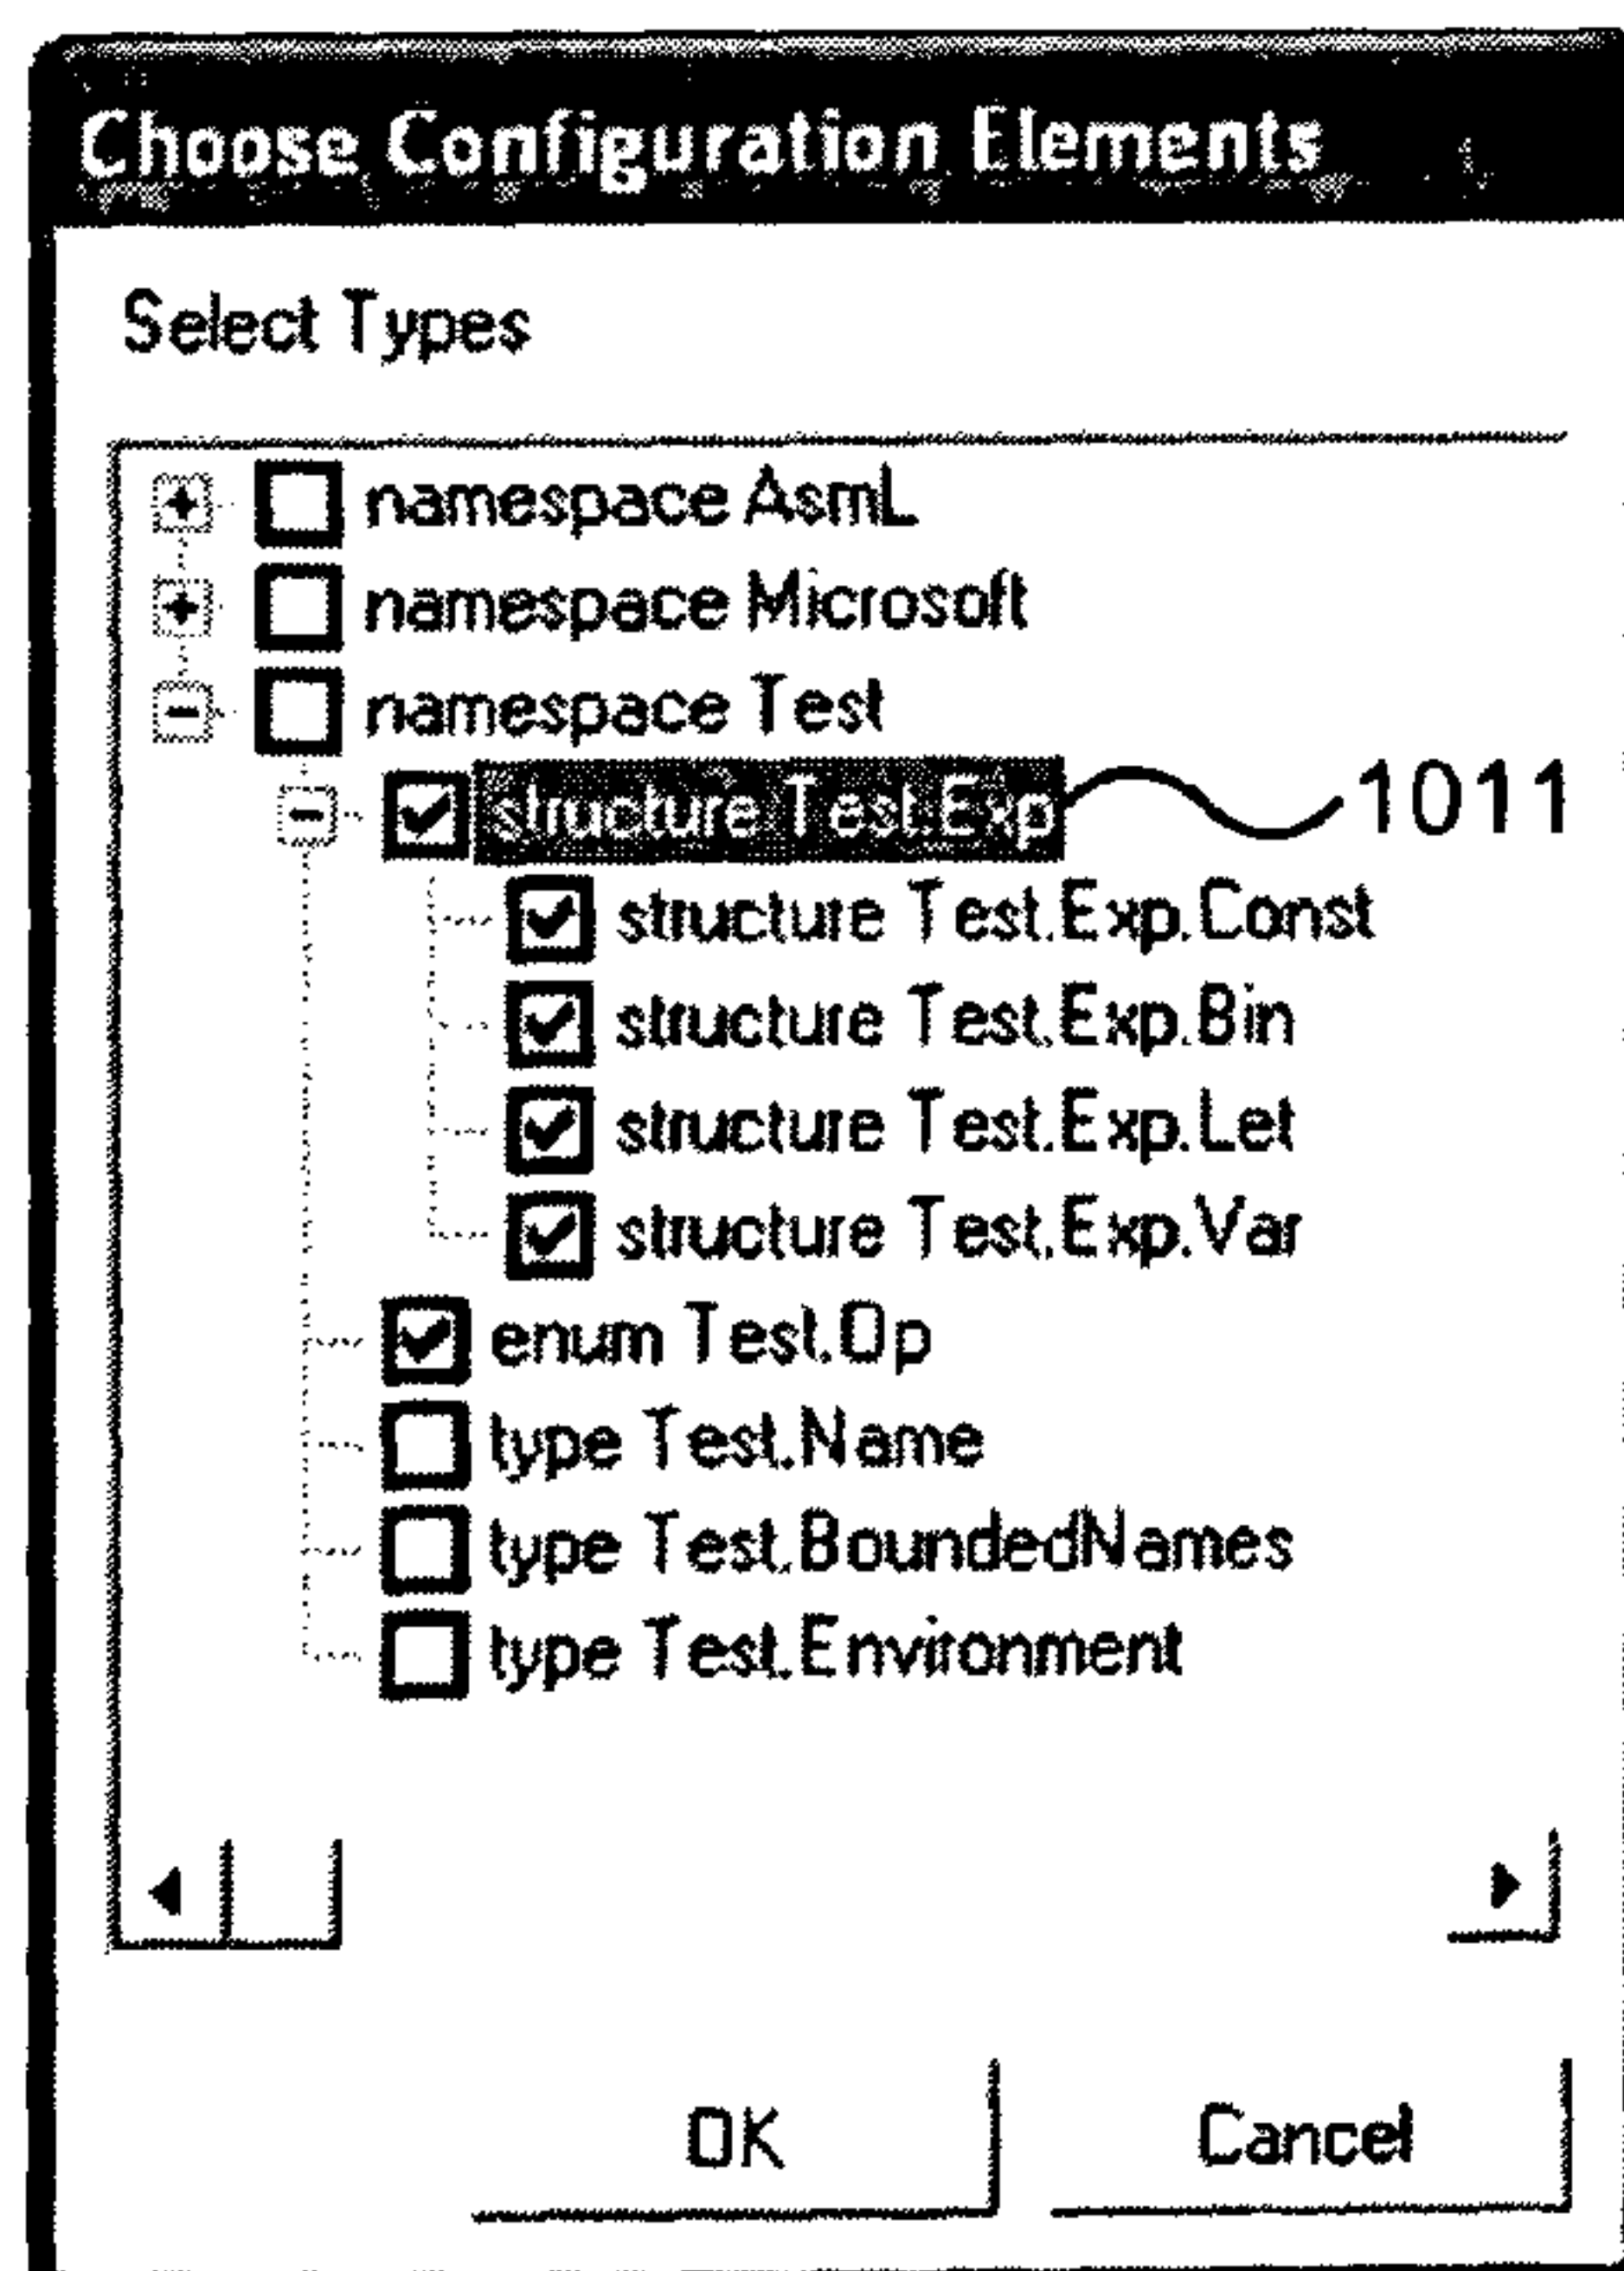 Choose Configuration Elements
Select Types
namespace AsmL
namespace Microsoft
namespace Test
structure Test.Exp 1011
structure Test.Exp.Const
structure Test.Exp.Bin
structure Test.Exp.Let
structure Test.Exp.Var
enum Test.Op
type Test.Name
type Test.BoundedNames
type Test.Environment
OK Cancel